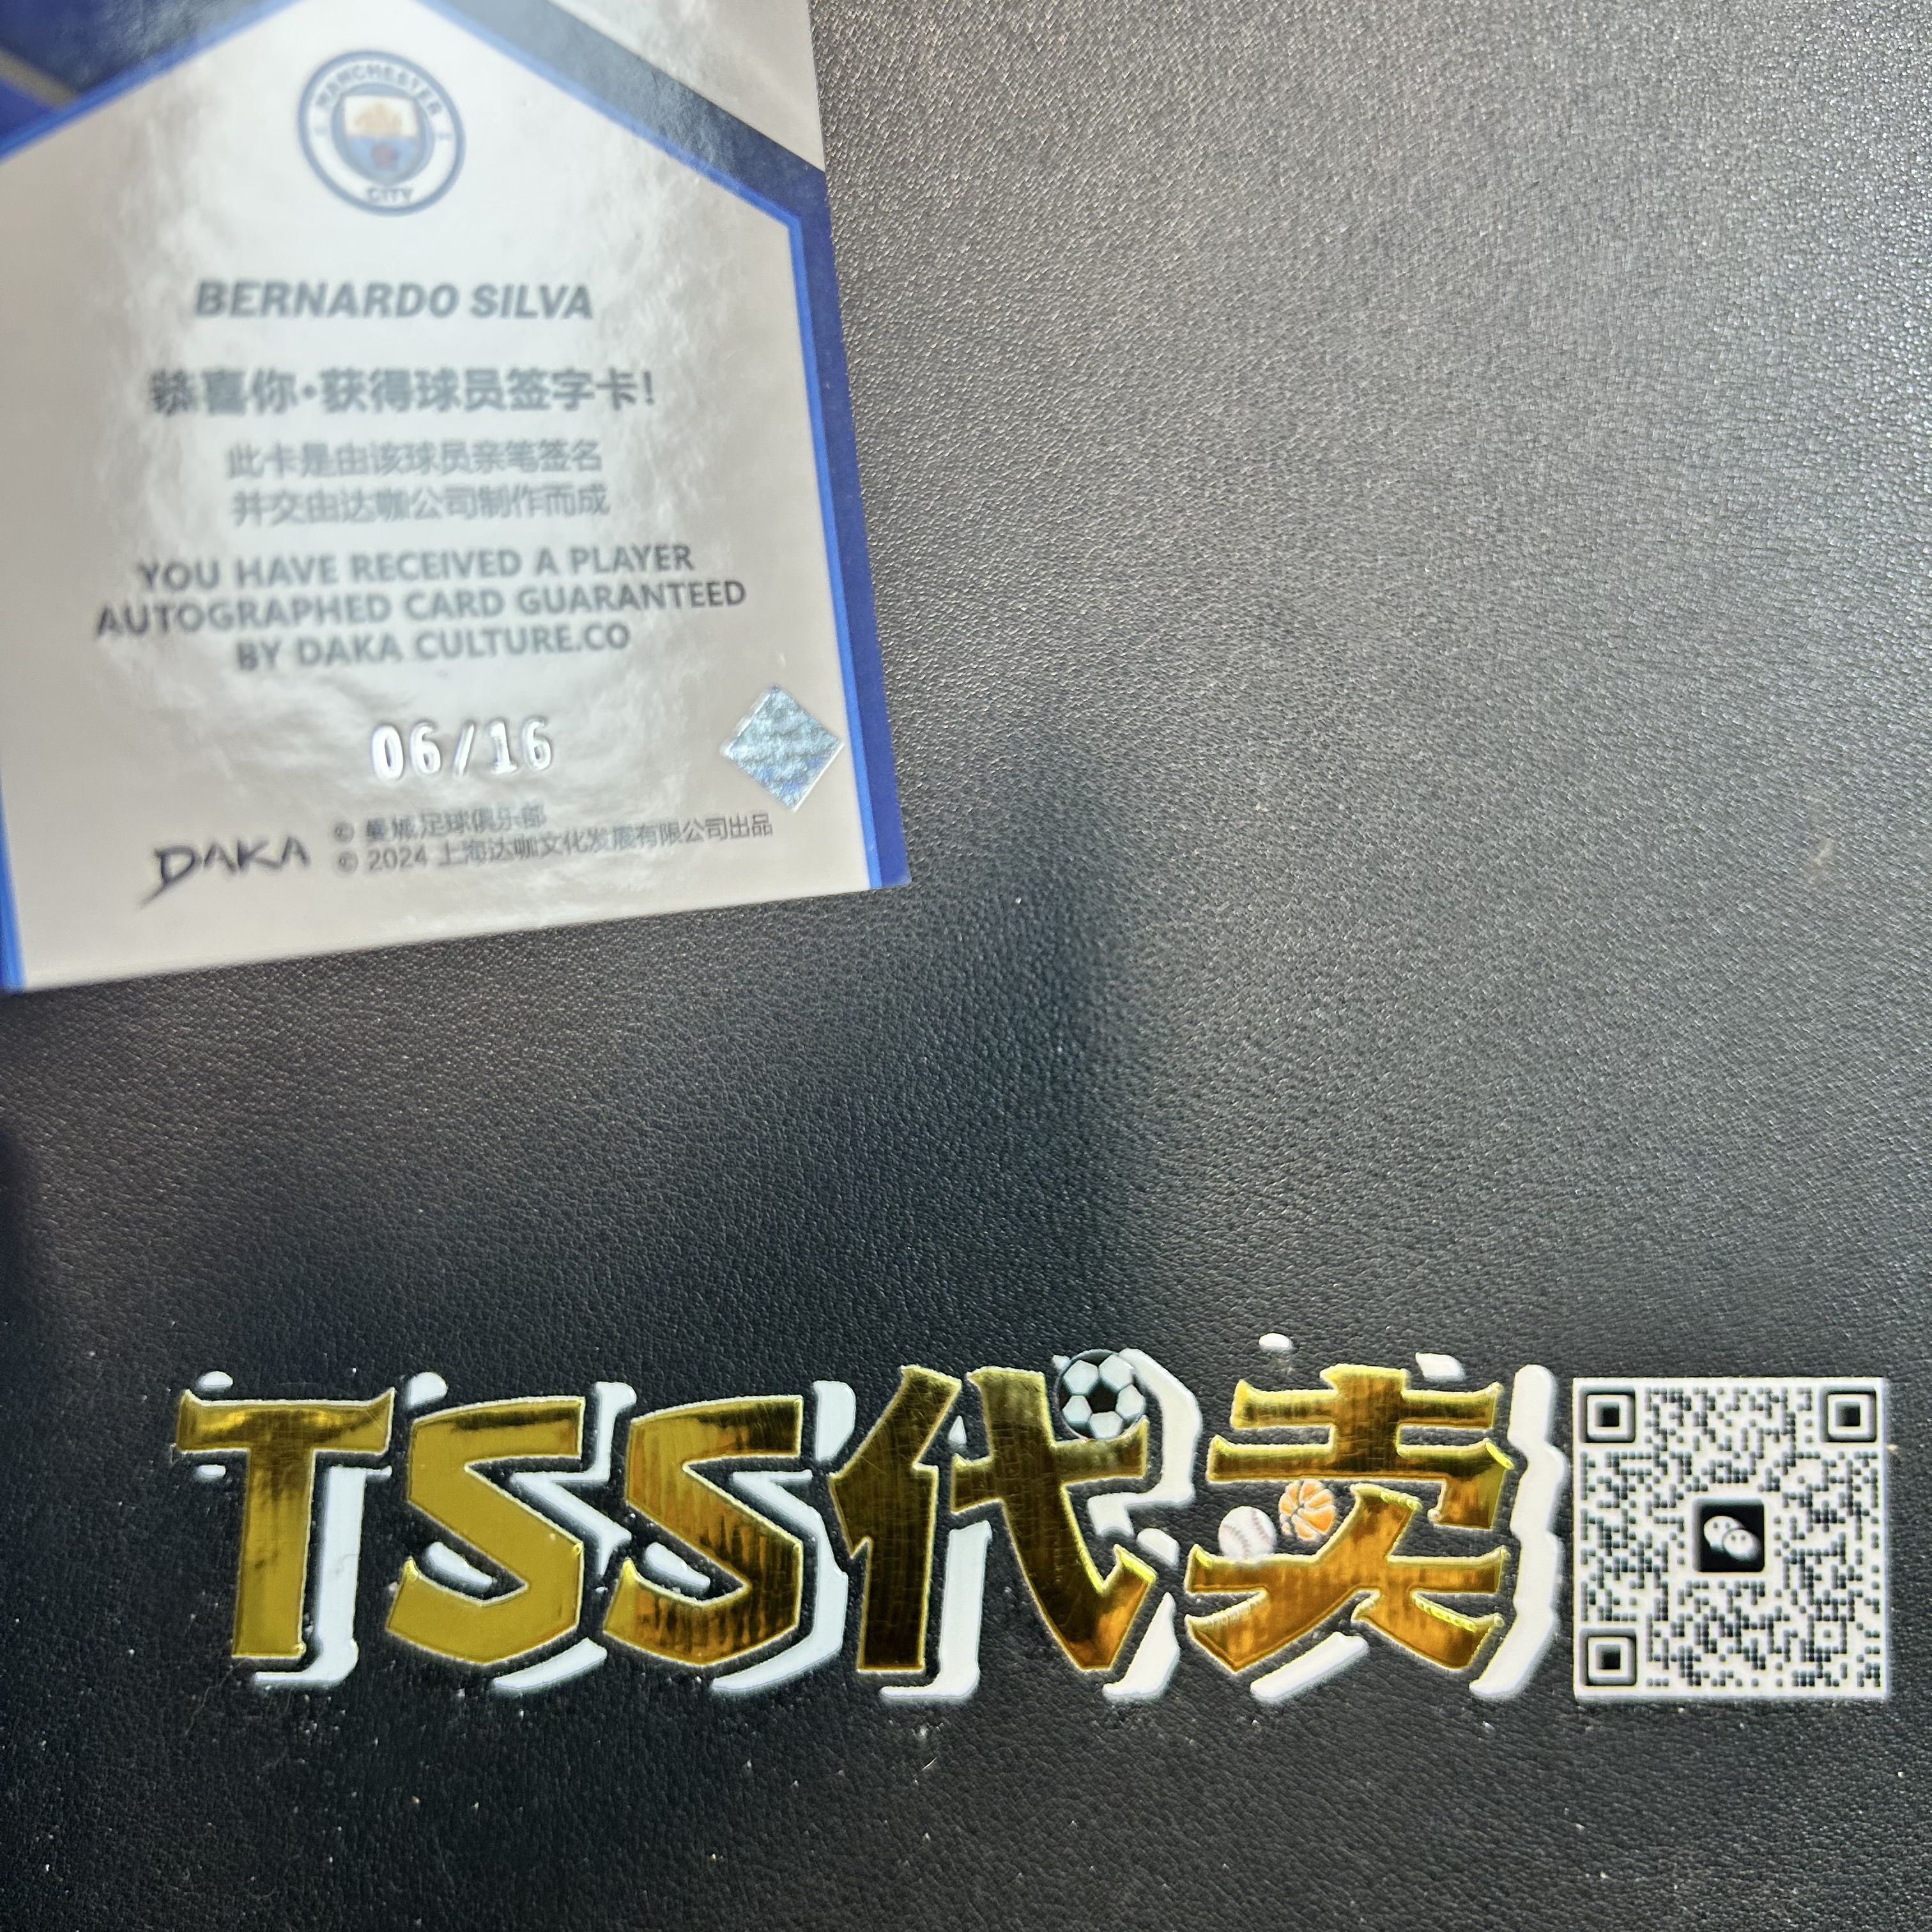 MANCHESTER
CITY
BERNARDO SILVA
恭喜你·获得球员签字卡!
此卡是由该球员亲笔签名
并交由达咖公司制作而成
YOU HAVE RECEIVED A PLAYER
AUTOGRAPHED CARD GUARANTEED
BY DAKA CULTURE.CO
06/16
DAKA
© 曼城足球俱乐部
© 2024 上海达咖文化发展有限公司出品
TSS代卖